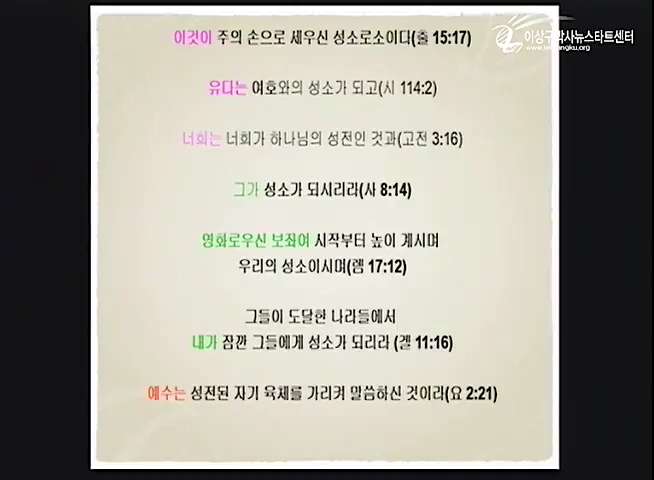 이상구박사뉴스타트센터
이것이 주의 손으로 세우신 성소로소이다(출 15:17)
유다는 여호와의 성소가 되고(시 114:2)
너희는 너희가 하나님의 성전인 것과(고전 3:16)
그가 성소가 되시리라(사 8:14)
영화로우신 보좌여 시작부터 높이 계시며
우리의 성소이시며(렘 17:12)
그들이 도달한 나라들에서
내가 잠깐 그들에게 성소가 되리라 (겔 11:16)
예수는 성전된 자기 육체를 가리켜 말씀하신 것이라(요 2:21)